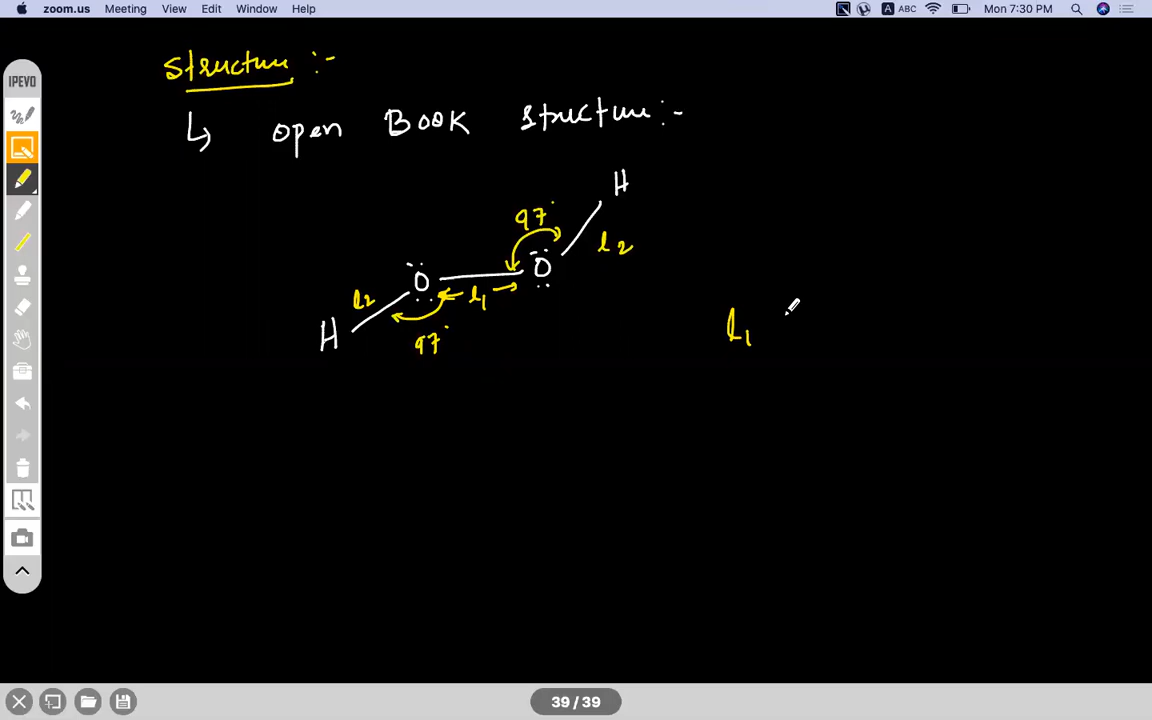 zoom.us Meeting View Edit Window Help A ABC Mon 7:30 PM
IPEVO
Structure :-
↳ open Book structure :-
H
97°
l2
O
O
l2
l1
H
97°
l1
39 / 39